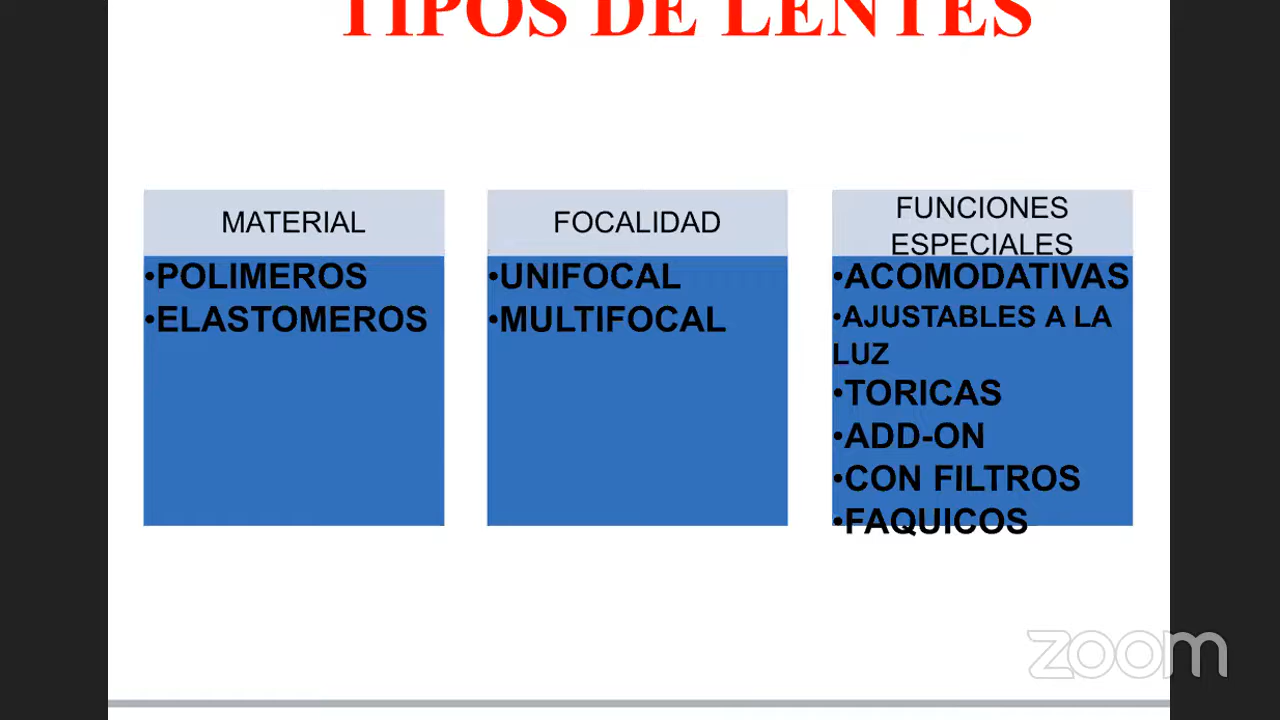 TIPOS DE LENTES
MATERIAL
•POLIMEROS
•ELASTOMEROS
FOCALIDAD
•UNIFOCAL
•MULTIFOCAL
FUNCIONES
ESPECIALES
•ACOMODATIVAS
•AJUSTABLES A LA
LUZ
•TORICAS
•ADD-ON
•CON FILTROS
•FAQUICOS
zoom